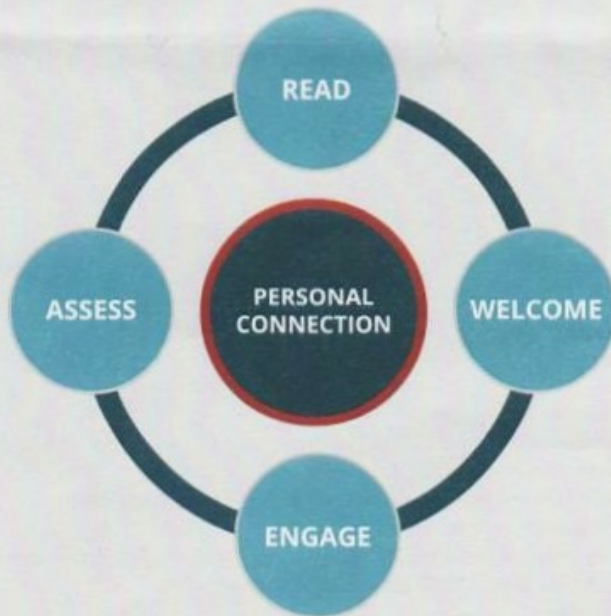 READ
ASSESS
PERSONAL
CONNECTION
WELCOME
ENGAGE